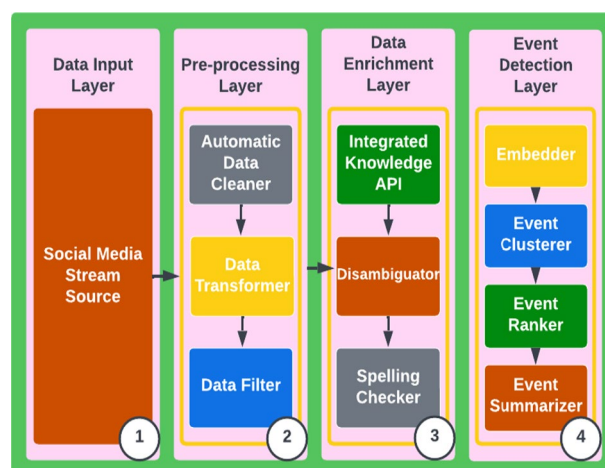 Data Input
Layer
Social Media
Stream
Source
1
Pre-processing
Layer
Automatic
Data
Cleaner
Data
Transformer
Data Filter
2
Data
Enrichment
Layer
Integrated
Knowledge
API
Disambiguator
Spelling
Checker
3
Event
Detection
Layer
Embedder
Event
Clusterer
Event
Ranker
Event
Summarizer
4